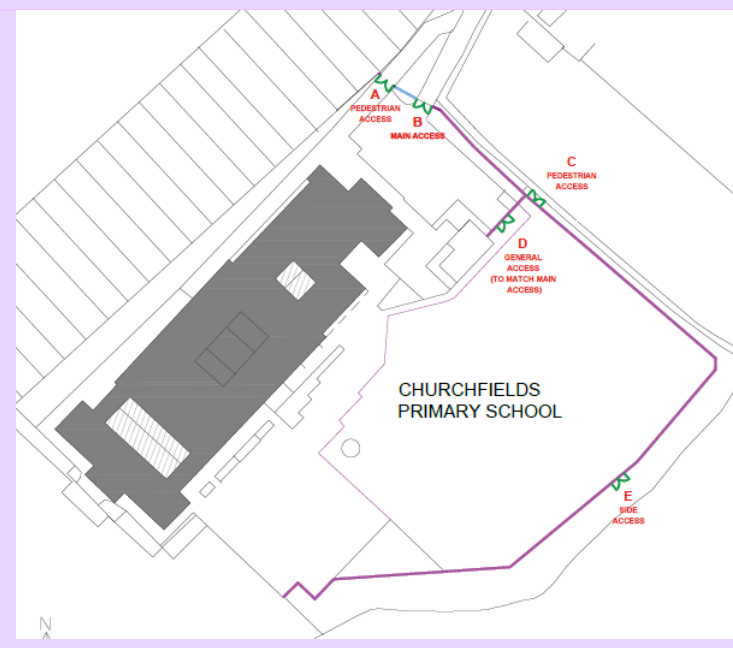 A
PEDESTRIAN
ACCESS
B
MAIN ACCESS
C
PEDESTRIAN
ACCESS
D
GENERAL
ACCESS
(TO MATCH MAIN
ACCESS)
CHURCHFIELDS
PRIMARY SCHOOL
E
SIDE
ACCESS
N